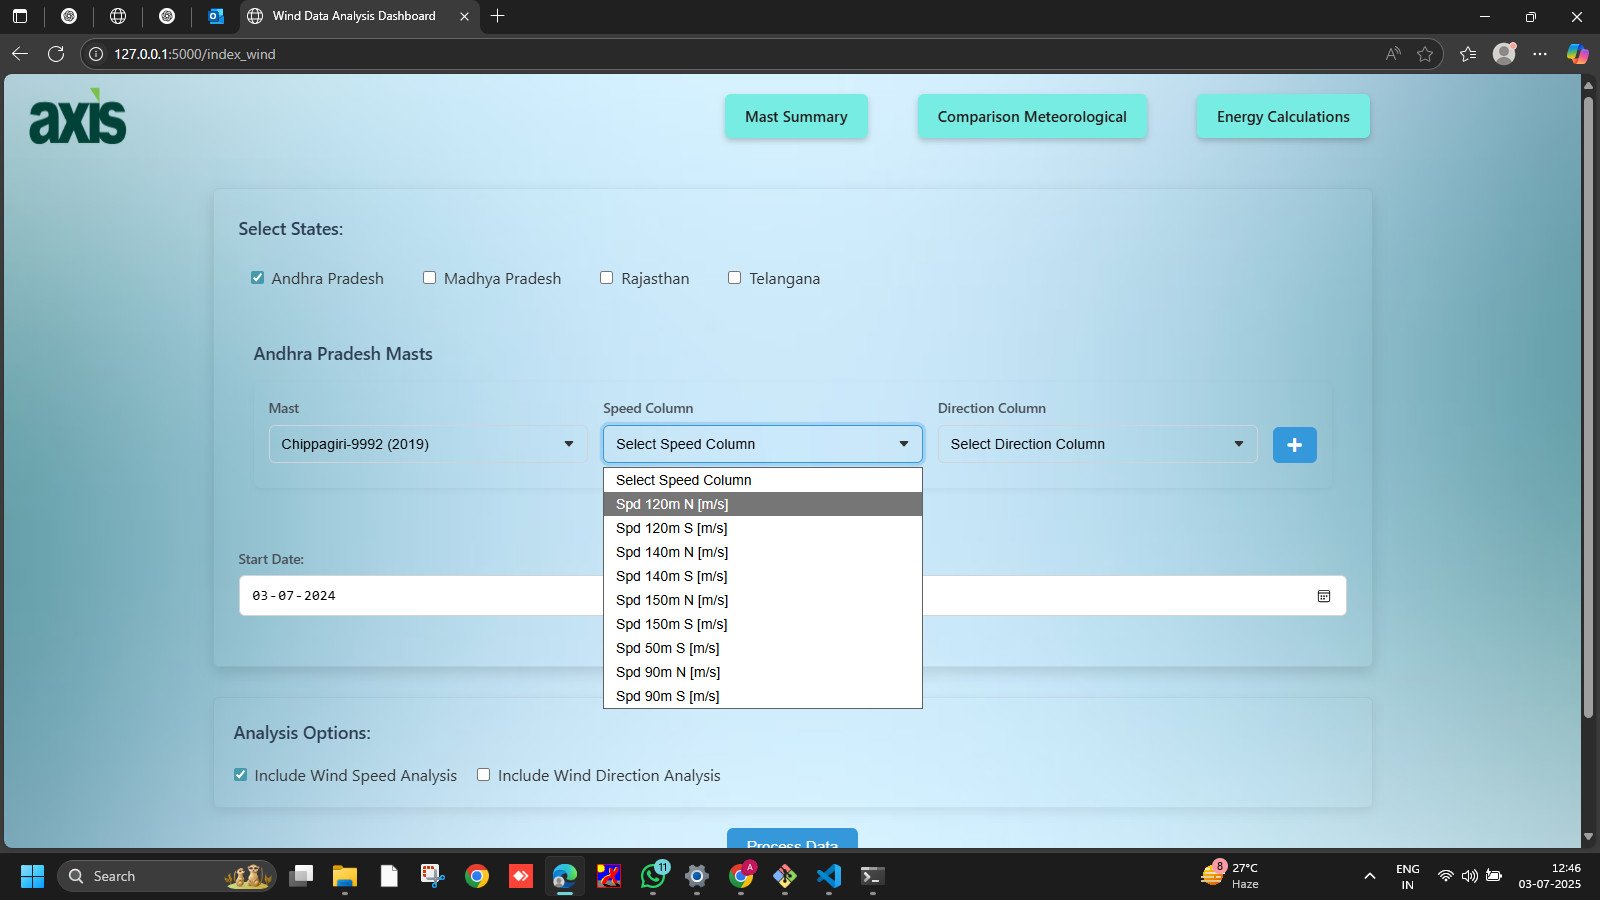 Wind Data Analysis Dashboard
127.0.0.1:5000/index_wind
axis
Mast Summary
Comparison Meteorological
Energy Calculations
Select States:
Andhra Pradesh
Madhya Pradesh
Rajasthan
Telangana
Andhra Pradesh Masts
Mast
Speed Column
Direction Column
Chippagiri-9992 (2019)
Select Speed Column
Select Direction Column
+
Select Speed Column
Spd 120m N [m/s]
Spd 120m S [m/s]
Spd 140m N [m/s]
Spd 140m S [m/s]
Spd 150m N [m/s]
Spd 150m S [m/s]
Spd 50m S [m/s]
Spd 90m N [m/s]
Spd 90m S [m/s]
Start Date:
03-07-2024
Analysis Options:
Include Wind Speed Analysis
Include Wind Direction Analysis
Process Data
Search
11
A
8
27°C
Haze
ENG
IN
12:46
03-07-2025